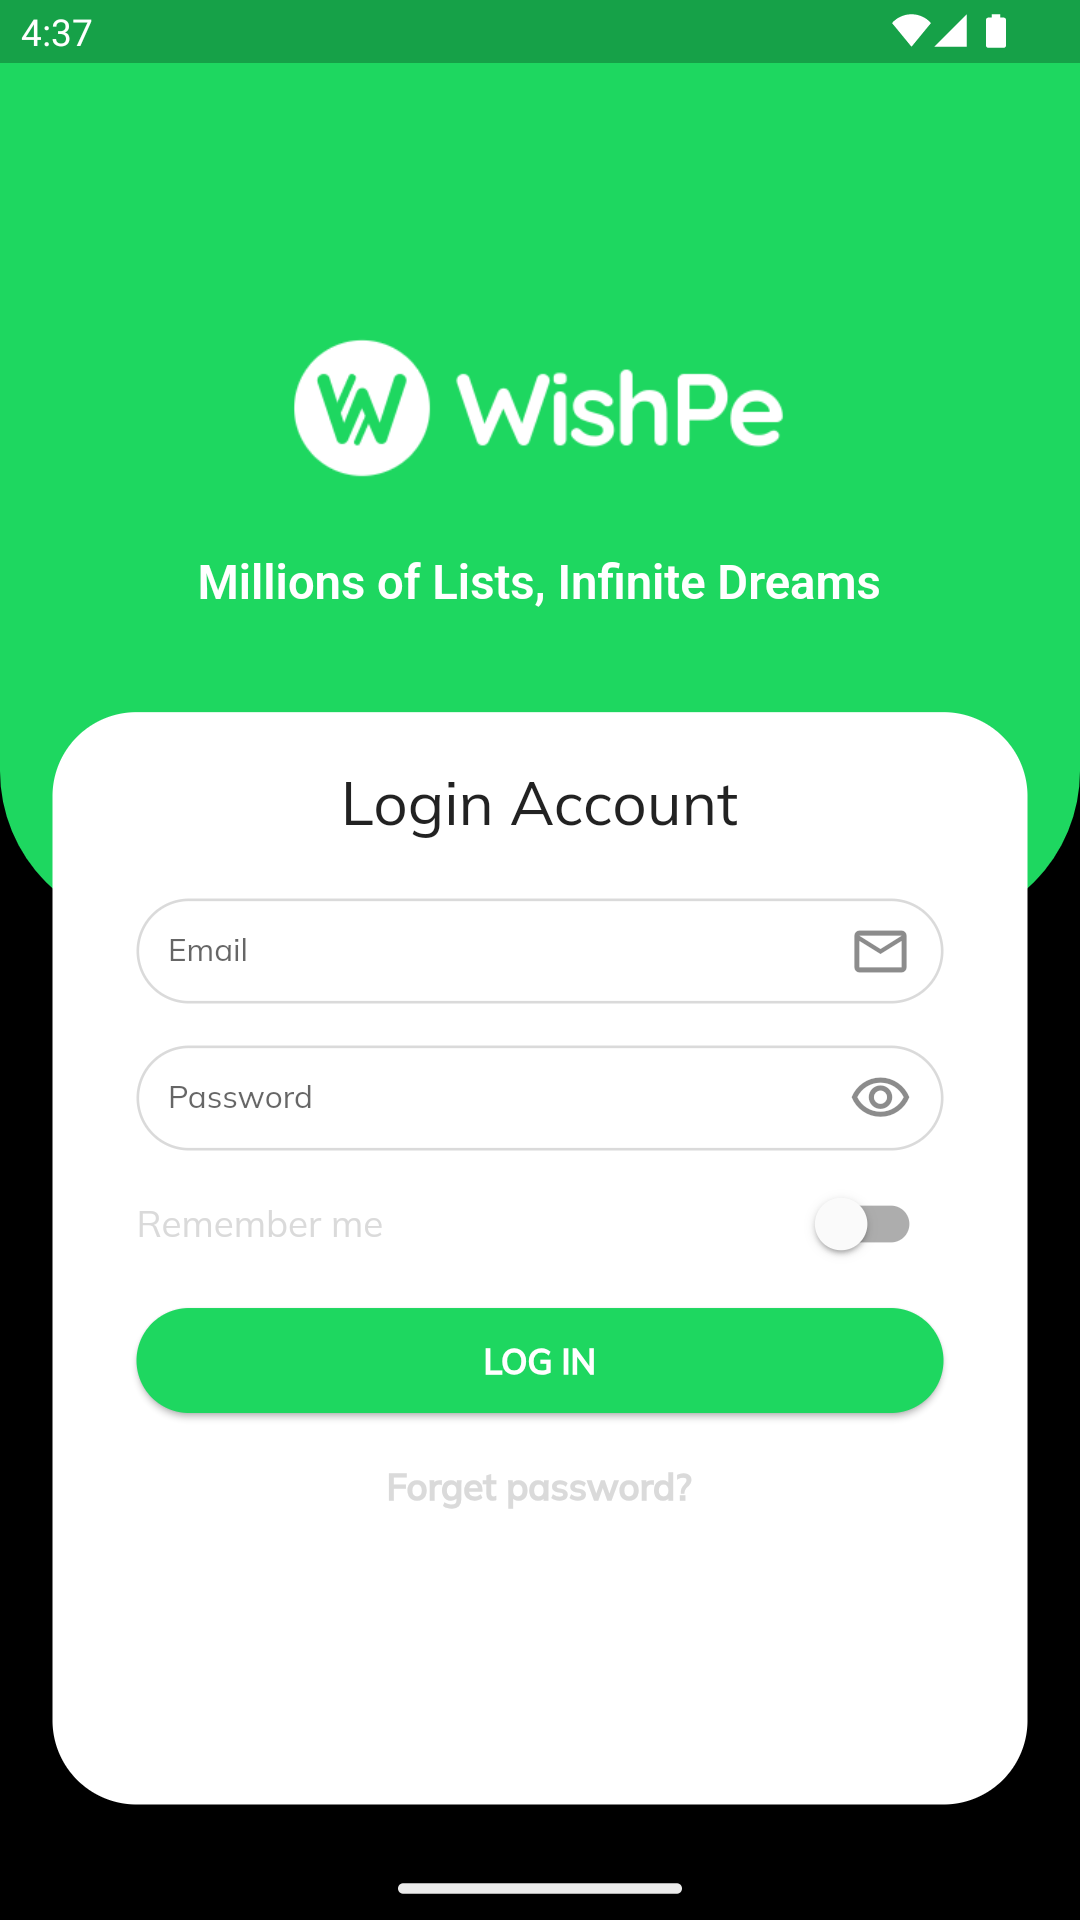 4:37
WishPe
Millions of Lists, Infinite Dreams
Login Account
Email
Password
Remember me
LOG IN
Forget password?